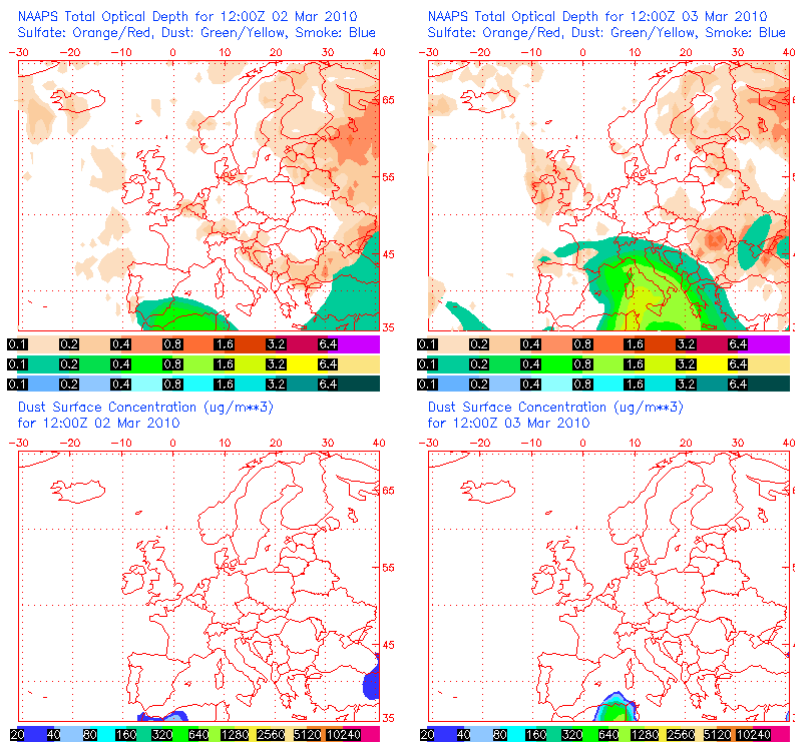 NAAPS Total Optical Depth for 12:00Z 02 Mar 2010
Sulfate: Orange/Red, Dust: Green/Yellow, Smoke: Blue
-30 -20 -10 0 10 20 30 40
65
55
45
35
0.1 0.2 0.4 0.8 1.6 3.2 6.4
0.1 0.2 0.4 0.8 1.6 3.2 6.4
0.1 0.2 0.4 0.8 1.6 3.2 6.4
NAAPS Total Optical Depth for 12:00Z 03 Mar 2010
Sulfate: Orange/Red, Dust: Green/Yellow, Smoke: Blue
-30 -20 -10 0 10 20 30 40
0.1 0.2 0.4 0.8 1.6 3.2 6.4
0.1 0.2 0.4 0.8 1.6 3.2 6.4
0.1 0.2 0.4 0.8 1.6 3.2 6.4
Dust Surface Concentration (ug/m**3)
for 12:00Z 02 Mar 2010
-30 -20 -10 0 10 20 30 40
65
55
45
35
20 40 80 160 320 640 1280 2560 5120 10240
Dust Surface Concentration (ug/m**3)
for 12:00Z 03 Mar 2010
-30 -20 -10 0 10 20 30 40
20 40 80 160 320 640 1280 2560 5120 10240